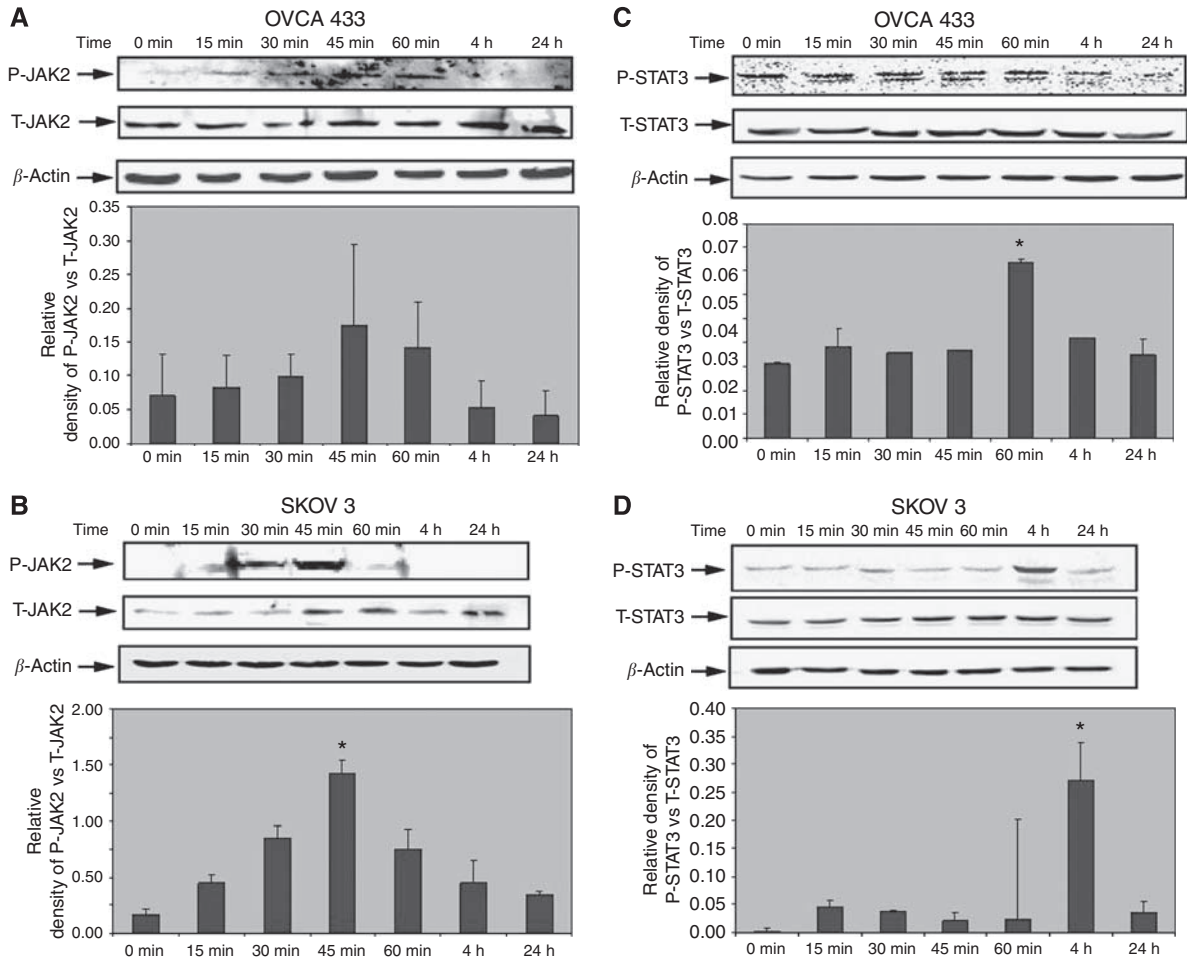 A
OVCA 433
Time 0 min 15 min 30 min 45 min 60 min 4 h 24 h
P-JAK2
T-JAK2
β-Actin
Relative
density of P-JAK2 vs T-JAK2
0.35
0.30
0.25
0.20
0.15
0.10
0.05
0.00
0 min 15 min 30 min 45 min 60 min 4 h 24 h
B
SKOV 3
Time 0 min 15 min 30 min 45 min 60 min 4 h 24 h
P-JAK2
T-JAK2
β-Actin
Relative
density of P-JAK2 vs T-JAK2
2.00
1.50
1.00
0.50
0.00
*
0 min 15 min 30 min 45 min 60 min 4 h 24 h
C
OVCA 433
Time 0 min 15 min 30 min 45 min 60 min 4 h 24 h
P-STAT3
T-STAT3
β-Actin
Relative density of
P-STAT3 vs T-STAT3
0.08
0.07
0.06
0.05
0.04
0.03
0.02
0.01
0.00
*
0 min 15 min 30 min 45 min 60 min 4 h 24 h
D
SKOV 3
Time 0 min 15 min 30 min 45 min 60 min 4 h 24 h
P-STAT3
T-STAT3
β-Actin
Relative density of
P-STAT3 vs T-STAT3
0.40
0.35
0.30
0.25
0.20
0.15
0.10
0.05
0.00
*
0 min 15 min 30 min 45 min 60 min 4 h 24 h